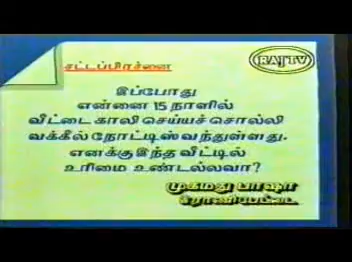 RAJTV
சட்டப்பிரச்னை
இப்போது
என்னை 15 நாளில்
வீட்டை காலி செய்யச் சொல்லி
வக்கீல் நோட்டிஸ் வந்துள்ளது.
எனக்கு இந்த வீட்டில்
உரிமை உண்டல்லவா?
முகமது பாஷா